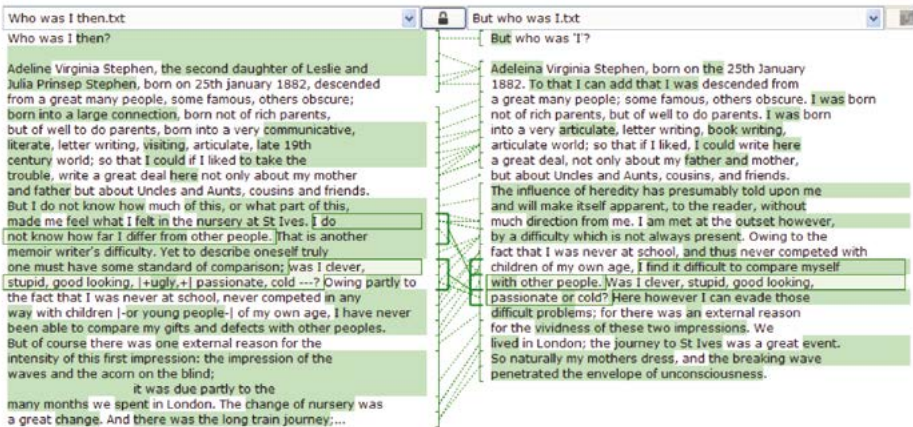 Who was I then.txt
Who was I then?
Adeline Virginia Stephen, the second daughter of Leslie and
Julia Prinsep Stephen, born on 25th january 1882, descended
from a great many people, some famous, others obscure;
born into a large connection, born not of rich parents,
but of well to do parents, born into a very communicative,
literate, letter writing, visiting, articulate, late 19th
century world; so that I could if I liked to take the
trouble, write a great deal here not only about my mother
and father but about Uncles and Aunts, cousins and friends.
But I do not know how much of this, or what part of this,
made me feel what I felt in the nursery at St Ives. I do
not know how far I differ from other people. That is another
memoir writer's difficulty. Yet to describe oneself truly
one must have some standard of comparison; was I clever,
stupid, good looking, |+ugly,+| passionate, cold ---? Owing partly to
the fact that I was never at school, never competed in any
way with children |-or young people-| of my own age, I have never
been able to compare my gifts and defects with other peoples.
But of course there was one external reason for the
intensity of this first impression: the impression of the
waves and the acorn on the blind;
it was due partly to the
many months we spent in London. The change of nursery was
a great change. And there was the long train journey;...
But who was I.txt
But who was 'I'?
Adeleina Virginia Stephen, born on the 25th January
1882. To that I can add that I was descended from
a great many people; some famous, others obscure. I was born
not of rich parents, but of well to do parents. I was born
into a very articulate, letter writing, book writing,
articulate world; so that if I liked, I could write here
a great deal, not only about my father and mother,
but about Uncles and Aunts, cousins, and friends.
The influence of heredity has presumably told upon me
and will make itself apparent, to the reader, without
much direction from me. I am met at the outset however,
by a difficulty which is not always present. Owing to the
fact that I was never at school, and thus never competed with
children of my own age, I find it difficult to compare myself
with other people. Was I clever, stupid, good looking,
passionate or cold? Here however I can evade those
difficult problems; for there was an external reason
for the vividness of these two impressions. We
lived in London; the journey to St Ives was a great event.
So naturally my mothers dress, and the breaking wave
penetrated the envelope of unconsciousness.